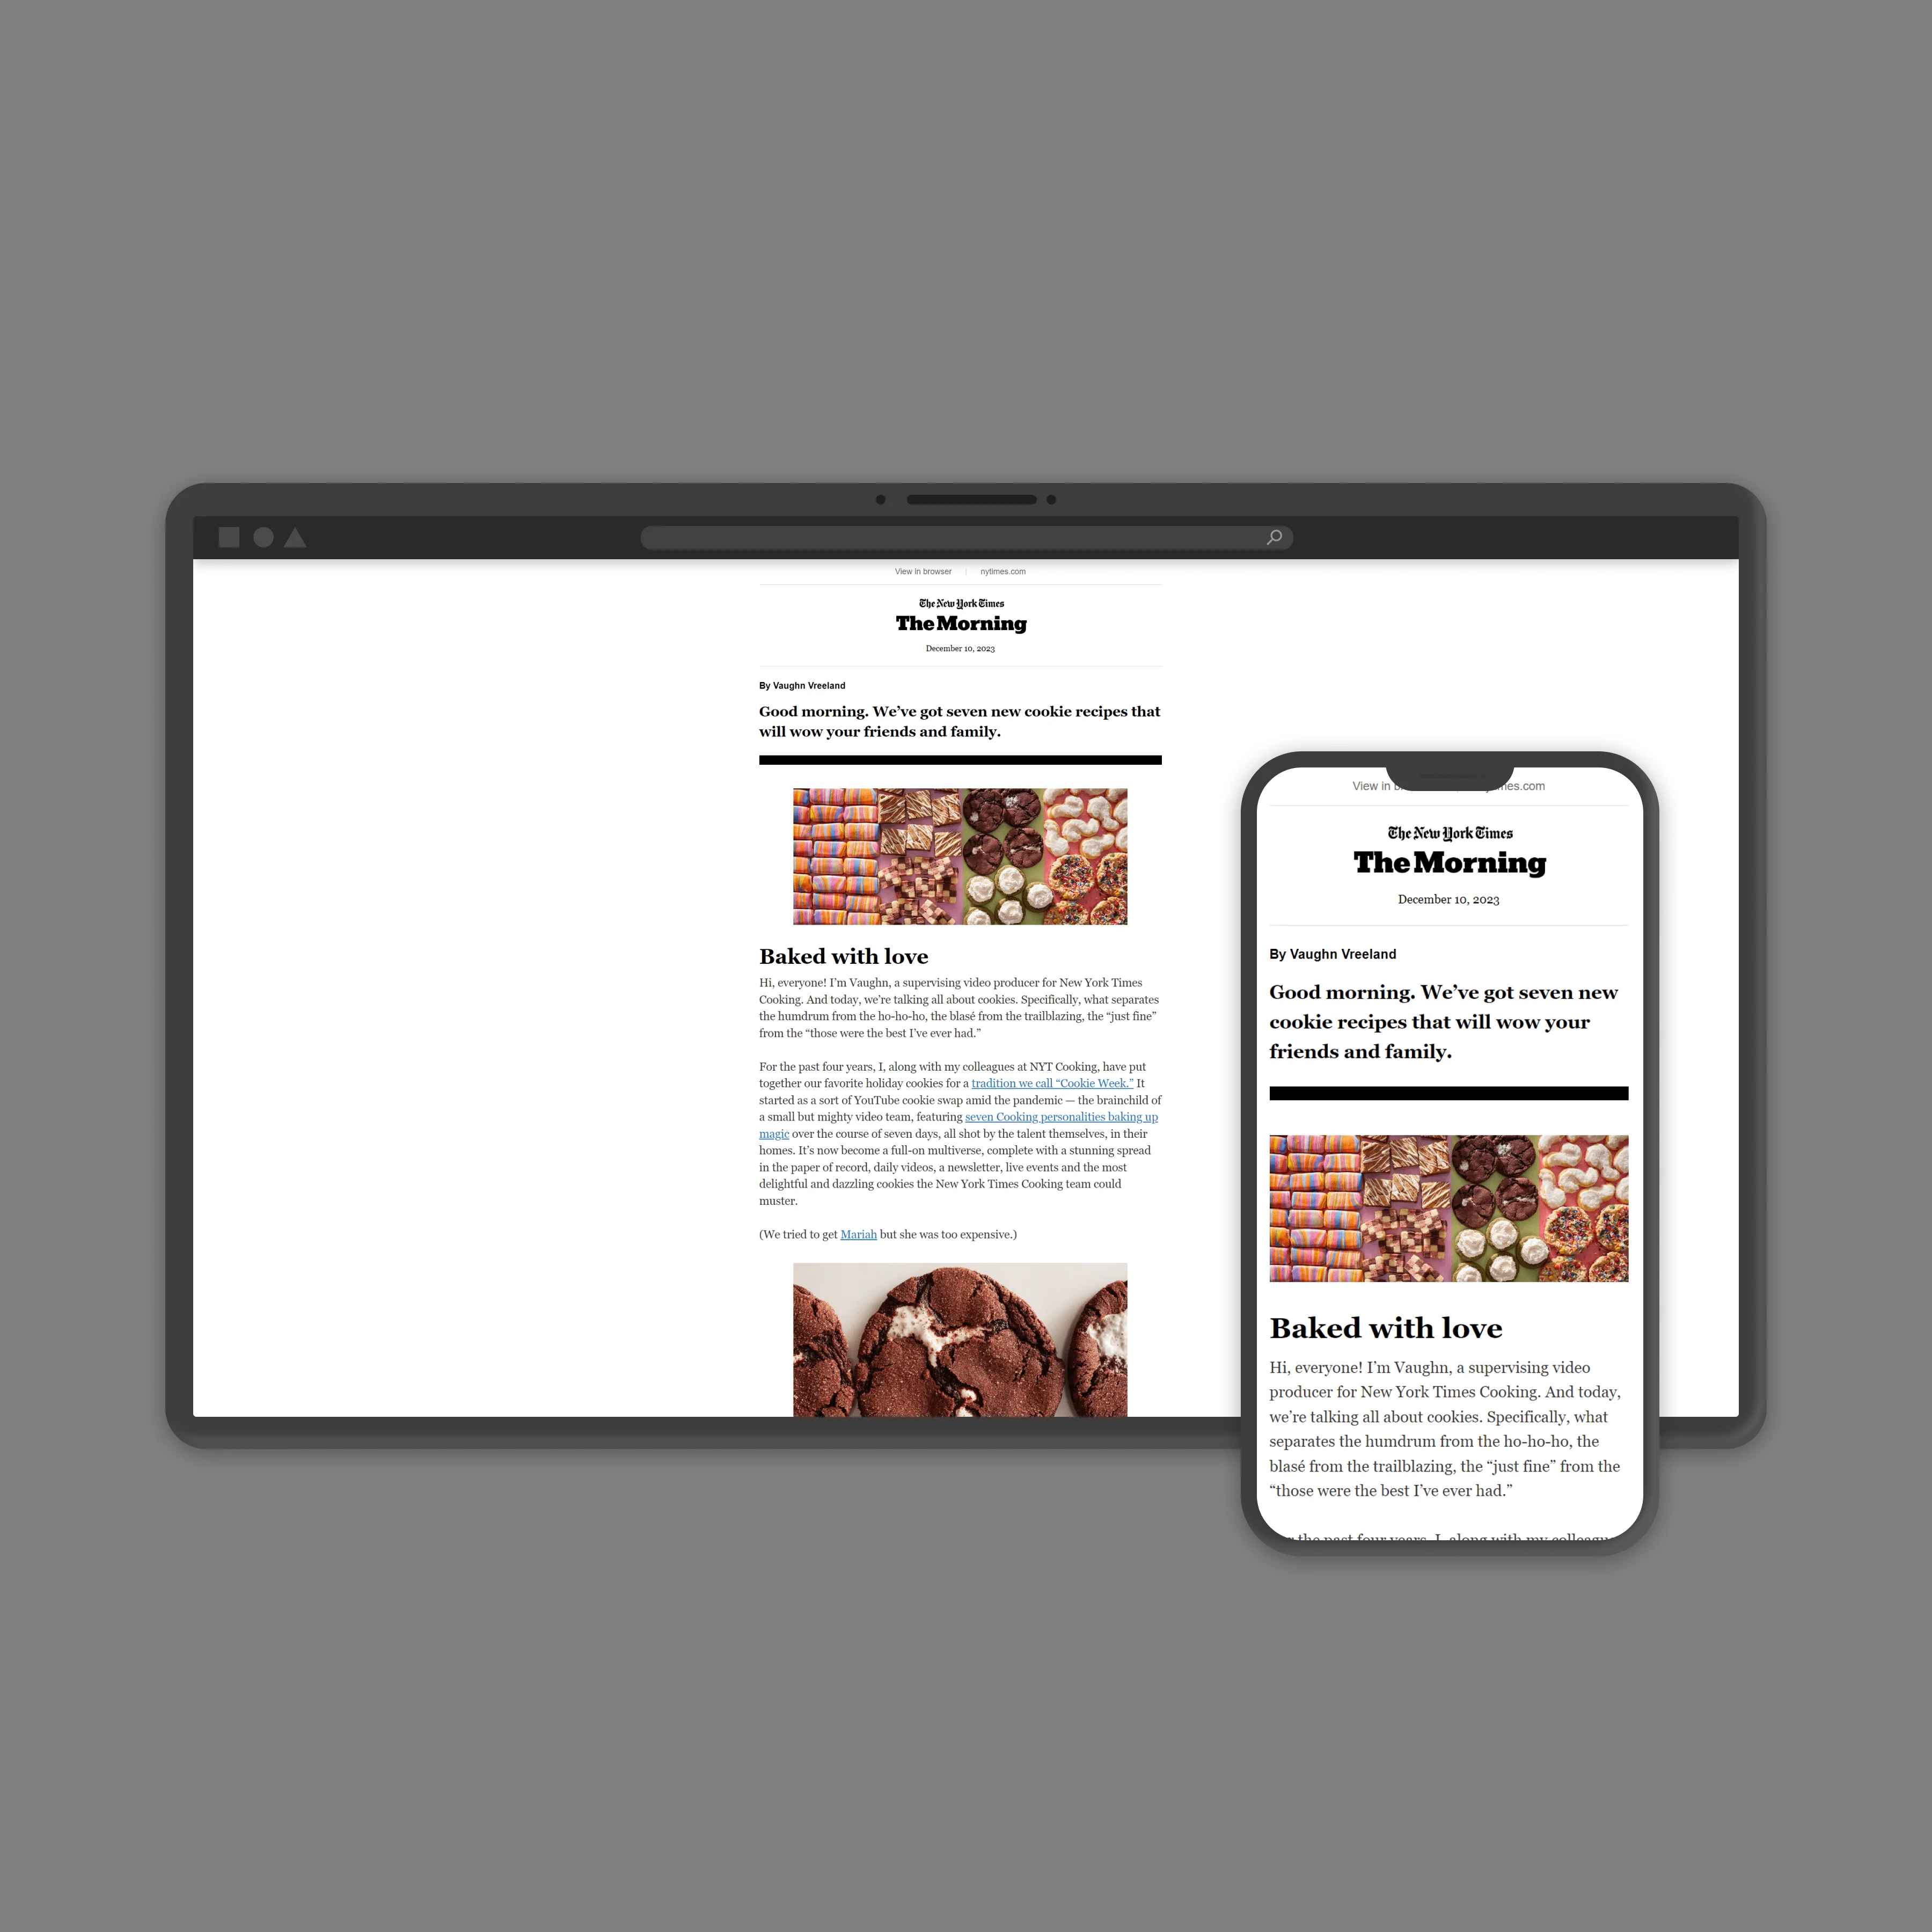 View in browser
nytimes.com
The New York Times
The Morning
December 10, 2023
By Vaughn Vreeland
Good morning. We’ve got seven new cookie recipes that
will wow your friends and family.
Baked with love
Hi, everyone! I’m Vaughn, a supervising video producer for New York Times
Cooking. And today, we’re talking all about cookies. Specifically, what separates
the humdrum from the ho-ho-ho, the blasé from the trailblazing, the “just fine”
from the “those were the best I’ve ever had.”
For the past four years, I, along with my colleagues at NYT Cooking, have put
together our favorite holiday cookies for a tradition we call “Cookie Week.” It
started as a sort of YouTube cookie swap amid the pandemic — the brainchild of
a small but mighty video team, featuring seven Cooking personalities baking up
magic over the course of seven days, all shot by the talent themselves, in their
homes. It’s now become a full-on multiverse, complete with a stunning spread
in the paper of record, daily videos, a newsletter, live events and the most
delightful and dazzling cookies the New York Times Cooking team could
muster.
(We tried to get Mariah but she was too expensive.)
View in
The New York Times
The Morning
December 10, 2023
By Vaughn Vreeland
Good morning. We’ve got seven new
cookie recipes that will wow your
friends and family.
Baked with love
Hi, everyone! I’m Vaughn, a supervising video
producer for New York Times Cooking. And today,
we’re talking all about cookies. Specifically, what
separates the humdrum from the ho-ho-ho, the
blasé from the trailblazing, the “just fine” from the
“those were the best I’ve ever had.”
the past four years, I, along with my